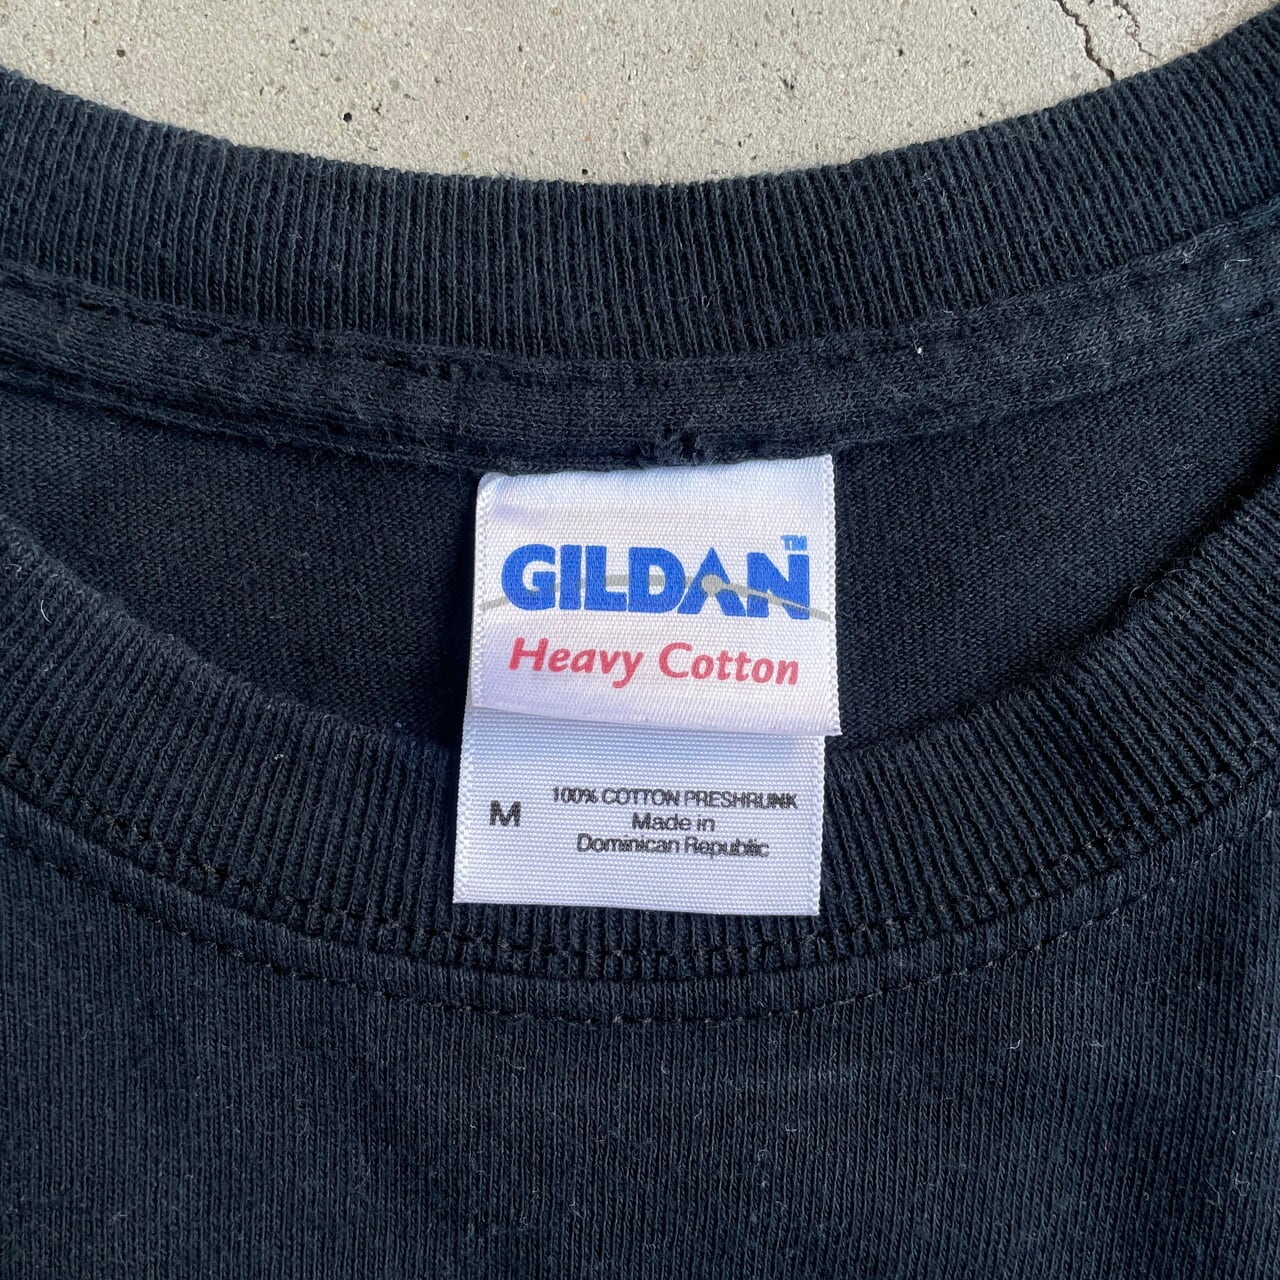 GILDAN™
Heavy Cotton
M
100% COTTON PRESHRUNK
Made in
Dominican Republic